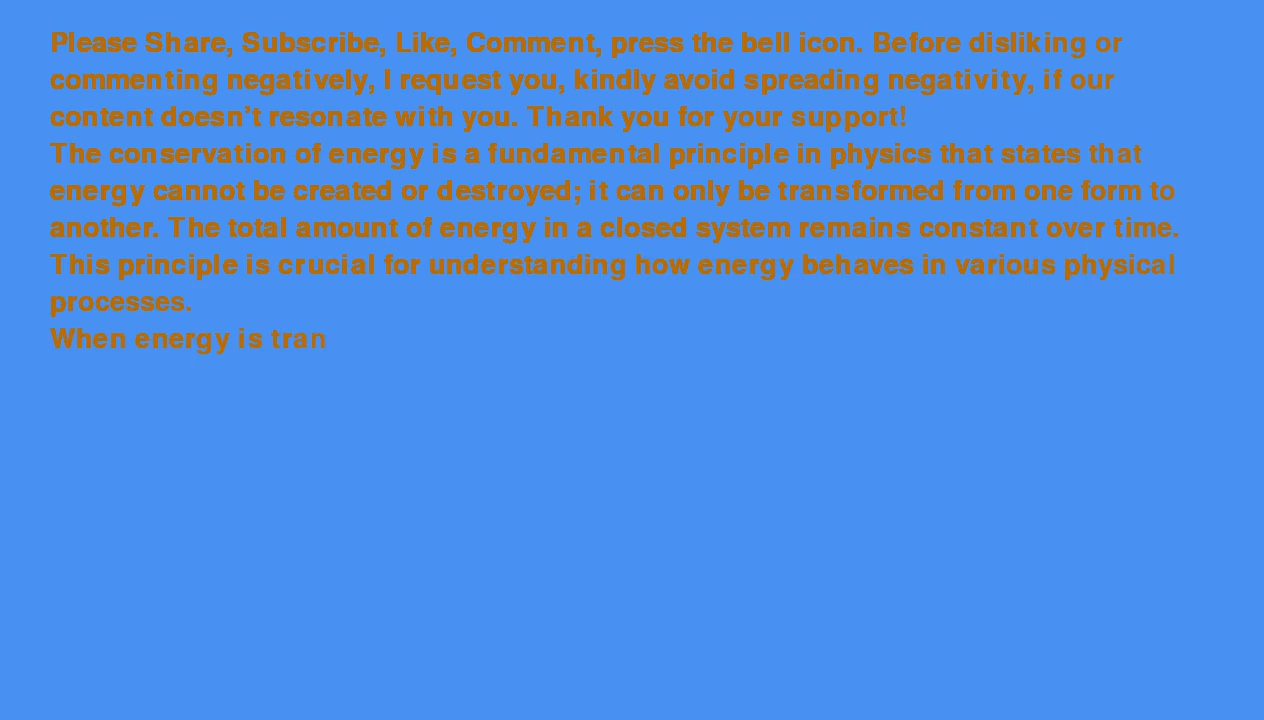 Please Share, Subscribe, Like, Comment, press the bell icon. Before disliking or
commenting negatively, I request you, kindly avoid spreading negativity, if our
content doesn't resonate with you. Thank you for your support!
The conservation of energy is a fundamental principle in physics that states that
energy cannot be created or destroyed; it can only be transformed from one form to
another. The total amount of energy in a closed system remains constant over time.
This principle is crucial for understanding how energy behaves in various physical
processes.
When energy is tran